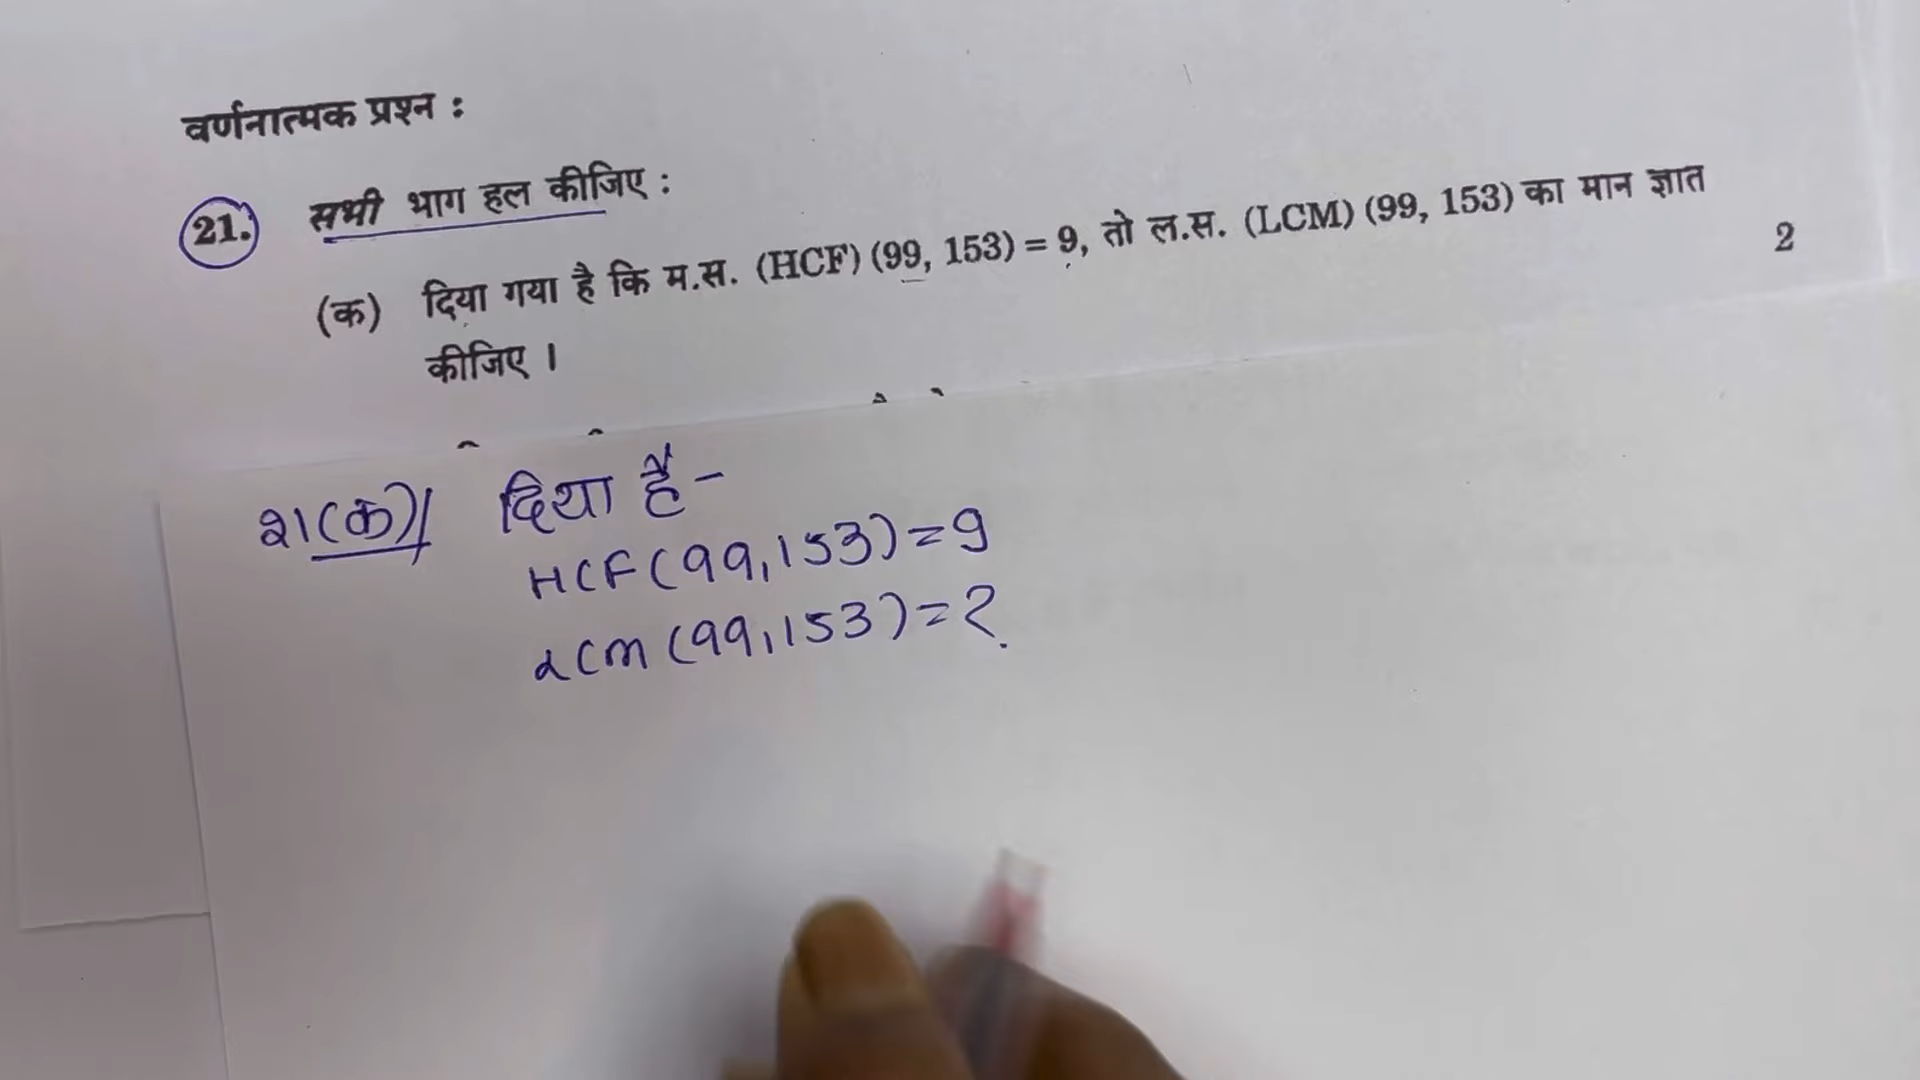 वर्णनात्मक प्रश्न :
21. सभी भाग हल कीजिए :
(क) दिया गया है कि म.स. (HCF) (99, 153) = 9, तो ल.स. (LCM) (99, 153) का मान ज्ञात
कीजिए । 2
२१(क)/ दिया है -
HCF(99,153)=9
LCM(99,153)=?